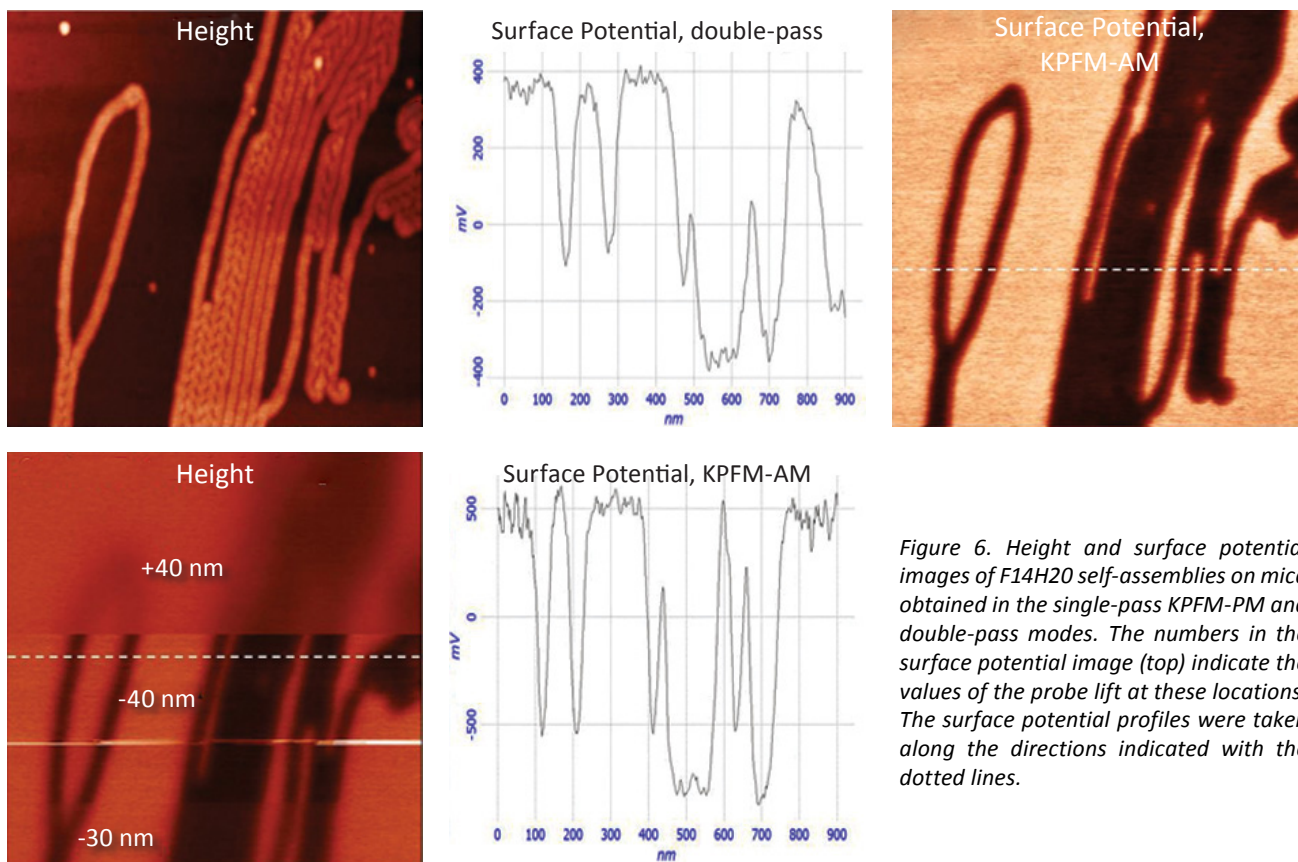 Height
Surface Potential, double-pass
400
200
0
-200
-400
mV
0 100 200 300 400 500 600 700 800 900
nm
Surface Potential,
KPFM-AM
Height
+40 nm
-40 nm
-30 nm
Surface Potential, KPFM-AM
500
0
-500
mV
0 100 200 300 400 500 600 700 800 900
nm
Figure 6. Height and surface potentia
images of F14H20 self-assemblies on mica
obtained in the single-pass KPFM-PM and
double-pass modes. The numbers in the
surface potential image (top) indicate the
values of the probe lift at these locations
The surface potential profiles were taken
along the directions indicated with the
dotted lines.